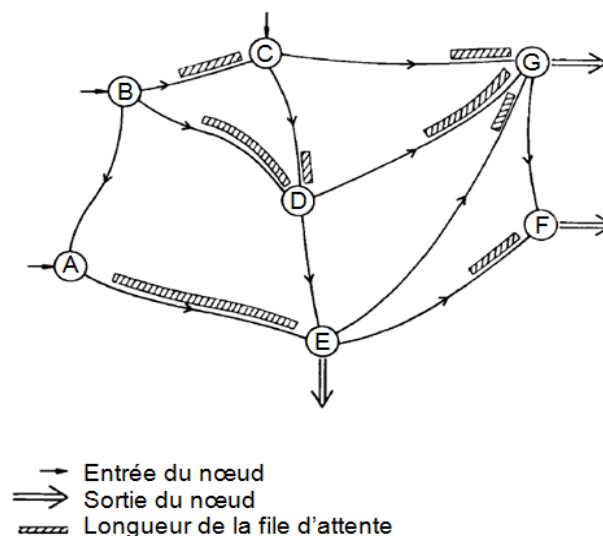 C
G
B
D
F
A
E
Entrée du nœud
Sortie du nœud
Longueur de la file d'attente